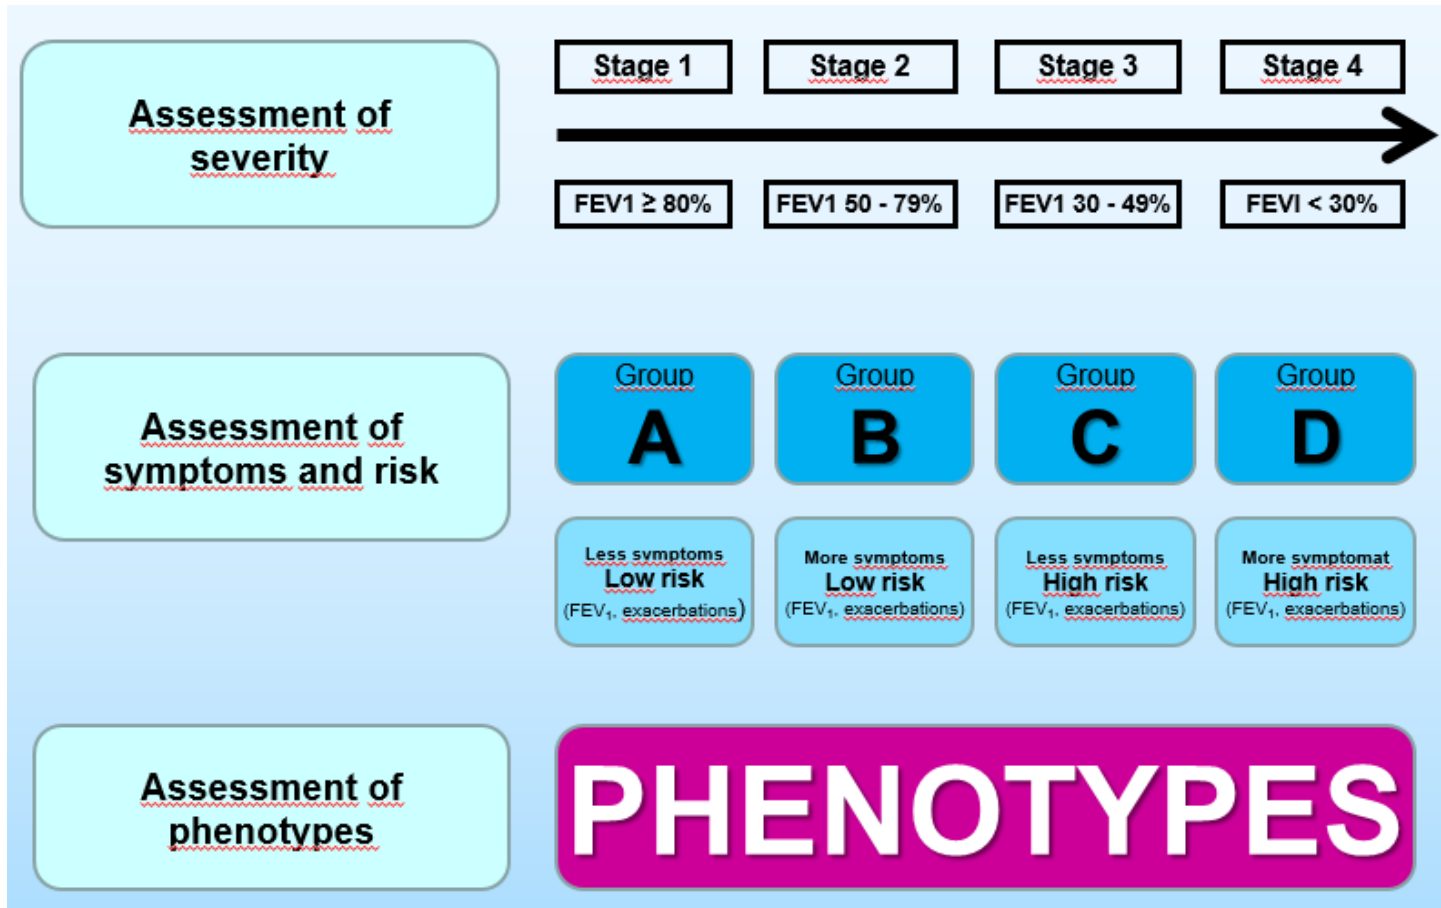 Assessment of
severity
Stage 1
Stage 2
Stage 3
Stage 4
FEV1 ≥ 80%
FEV1 50 - 79%
FEV1 30 - 49%
FEVI < 30%
Assessment of
symptoms and risk
Group
A
Group
B
Group
C
Group
D
Less symptoms
Low risk
(FEV₁, exacerbations)
More symptoms
Low risk
(FEV₁, exacerbations)
Less symptoms
High risk
(FEV₁, exacerbations)
More symptomat
High risk
(FEV₁, exacerbations)
Assessment of
phenotypes
PHENOTYPES